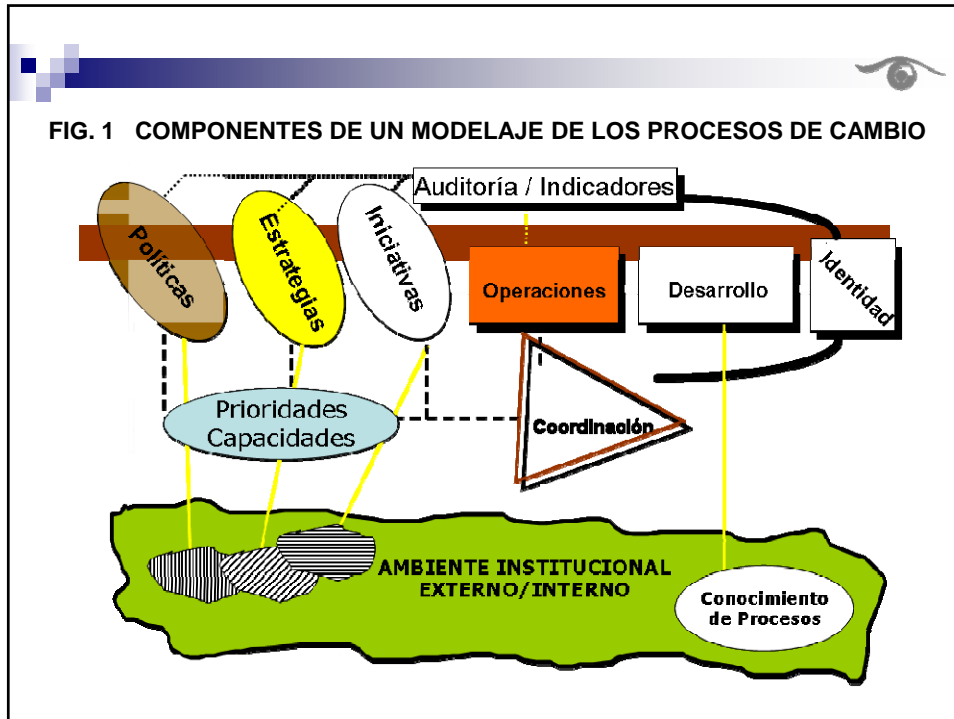 FIG. 1 COMPONENTES DE UN MODELAJE DE LOS PROCESOS DE CAMBIO
Auditoría / Indicadores
Políticas
Estrategias
Iniciativas
Operaciones
Desarrollo
Identidad
Prioridades
Capacidades
Coordinación
AMBIENTE INSTITUCIONAL
EXTERNO/INTERNO
Conocimiento
de Procesos